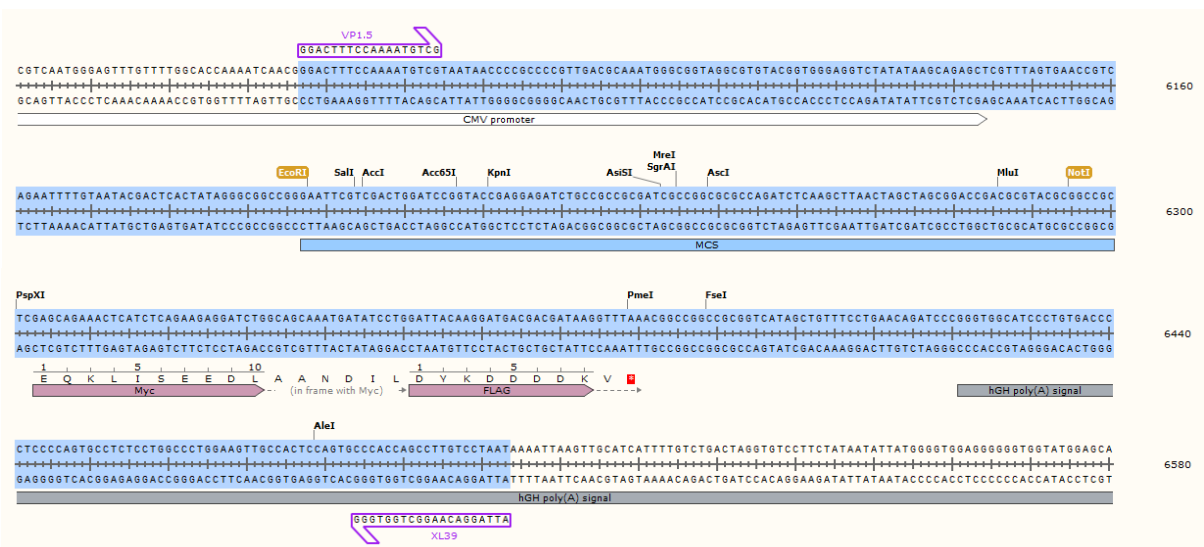 VP1.5
GGACTTTCCAAAATGTCG
CGTCAATGGGAGTTTGTTTTGGCACCAAAATCAACGGGACTTTCCAAAATGTCGTAATAACCCCGCCCCGTTGACGCAAATGGGCGGTAGGCGTGTACGGTGGGAGGTCTATATAAGCAGAGCTCGTTTAGTGAACCGTC
6160
GCAGTTACCCTCAAACAAAACCGTGGTTTTAGTTGCCCTGAAAGGTTTTACAGCATTATTGGGGCGGGGCAACTGCGTTTACCCGCCATCCGCACATGCCACCCTCCAGATATATTCGTCTCGAGCAAATCACTTGGCAG
CMV promoter
MreI
EcoRI SalI AccI Acc65I KpnI AsiSI SgrAI AscI MluI NotI
AGAATTTTGTAATACGACTCACTATAGGGCGGCCGGGAATTCGTCGACTGGATCCGGTACCGAGGAGATCTGCCGCCGCGATCGCCGGCGCGCCAGATCTCAAGCTTAACTAGCTAGCGGACCGACGCGTACGCGGCCGC
6300
TCTTAAAACATTATGCTGAGTGATATCCCGCCGGCCCTTAAGCAGCTGACCTAGGCCATGGCTCCTCTAGACGGCGGCGCTAGCGGCCGCGCGGTCTAGAGTTCGAATTGATCGATCGCCTGGCTGCGCATGCGCCGGCG
MCS
PspXI PmeI FseI
TCGAGCAGAAACTCATCTCAGAAGAGGATCTGGCAGCAAATGATATCCTGGATTACAAGGATGACGACGATAAGGTTTAAACGGCCGGCCGCGGTCATAGCTGTTTCCTGAACAGATCCCGGGTGGCATCCCTGTGACCC
6440
AGCTCGTCTTTGAGTAGAGTCTTCTCCTAGACCGTCGTTTACTATAGGACCTAATGTTCCTACTGCTGCTATTCCAAATTTGCCGGCCGGCGCCAGTATCGACAAAGGACTTGTCTAGGGCCCACCGTAGGGACACTGGG
1 5 10 1 5
E Q K L I S E E D L A A N D I L D Y K D D D D K V *
Myc (in frame with Myc) FLAG hGH poly(A) signal
AleI
CTCCCCAGTGCCTCTCCTGGCCCTGGAAGTTGCCACTCCAGTGCCCACCAGCCTTGTCCTAATAAAATTAAGTTGCATCATTTTGTCTGACTAGGTGTCCTTCTATAATATTATGGGGTGGAGGGGGGTGGTATGGAGCA
6580
GAGGGGTCACGGAGAGGACCGGGACCTTCAACGGTGAGGTCACGGGTGGTCGGAACAGGATTATTTTAATTCAACGTAGTAAAACAGACTGATCCACAGGAAGATATTATAATACCCCACCTCCCCCCACCATACCTCGT
hGH poly(A) signal
GGGTGGTCGGAACAGGATTA
XL39